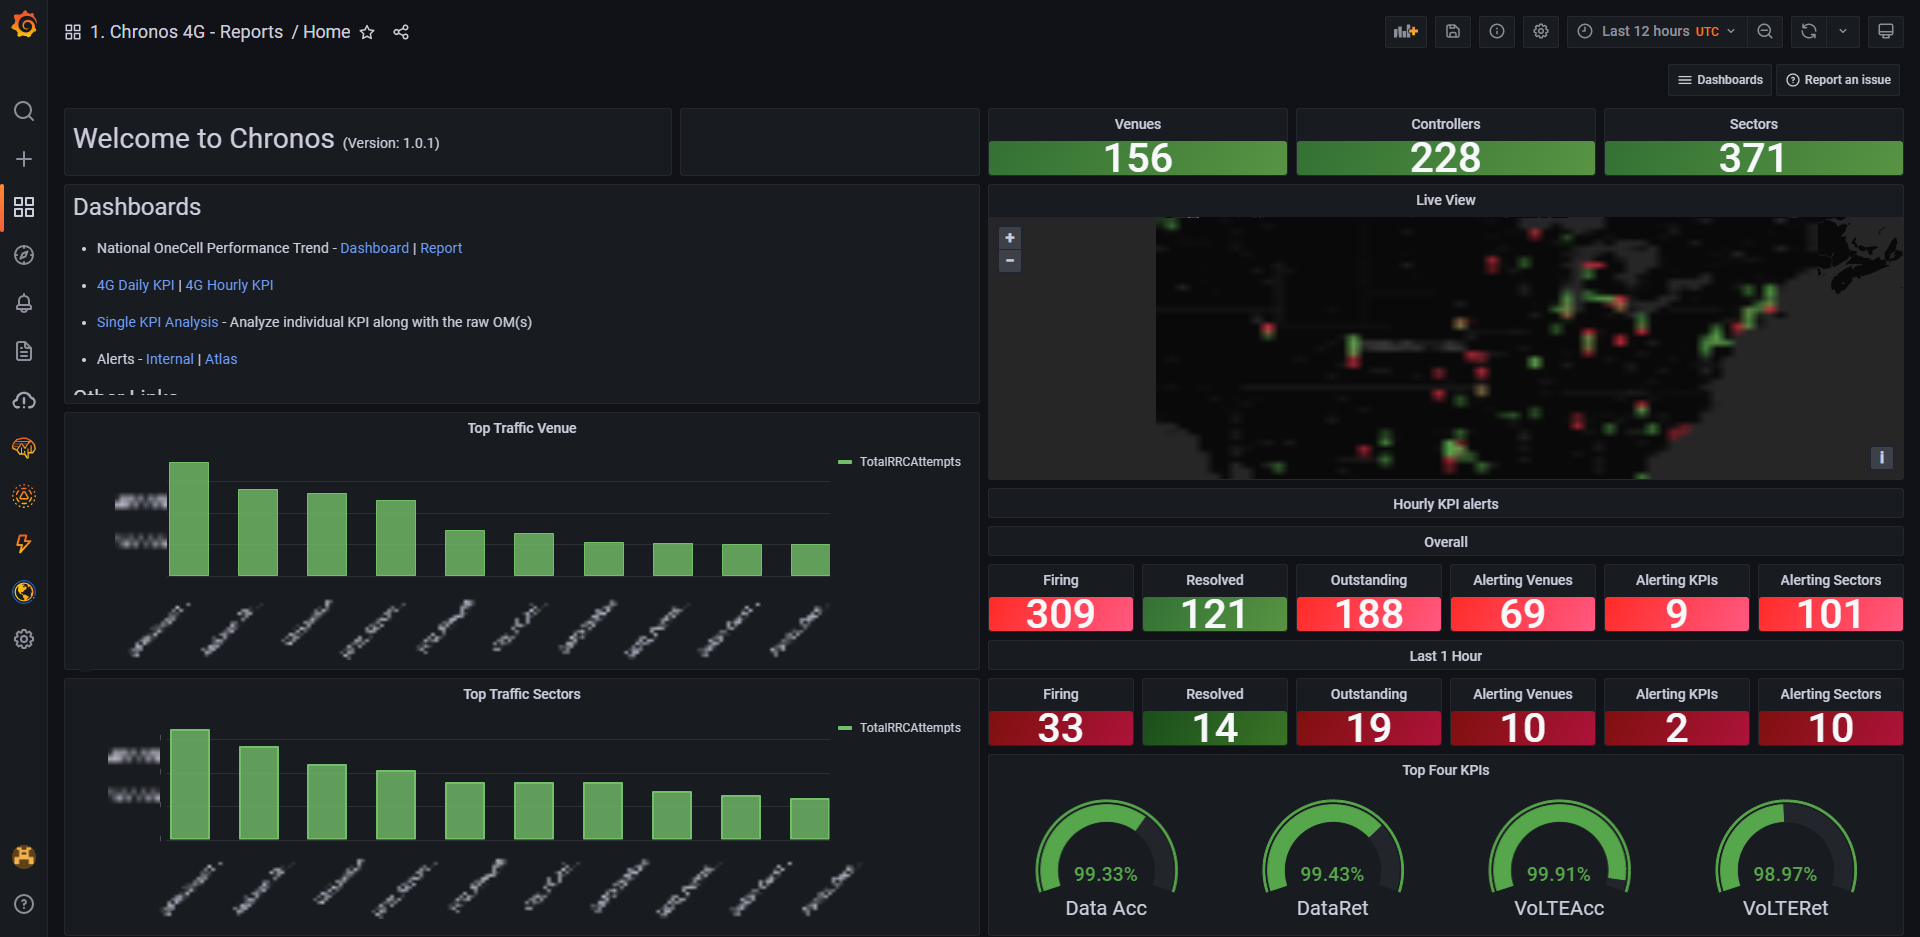 1. Chronos 4G - Reports / Home
Last 12 hours UTC
Dashboards
Report an issue
Welcome to Chronos (Version: 1.0.1)
Dashboards
• National OneCell Performance Trend - Dashboard | Report
• 4G Daily KPI | 4G Hourly KPI
• Single KPI Analysis - Analyze individual KPI along with the raw OM(s)
• Alerts - Internal | Atlas
Other Links
Top Traffic Venue
TotalRRCAttempts
Top Traffic Sectors
TotalRRCAttempts
Venues
156
Controllers
228
Sectors
371
Live View
+
−
i
Hourly KPI alerts
Overall
Firing
309
Resolved
121
Outstanding
188
Alerting Venues
69
Alerting KPIs
9
Alerting Sectors
101
Last 1 Hour
Firing
33
Resolved
14
Outstanding
19
Alerting Venues
10
Alerting KPIs
2
Alerting Sectors
10
Top Four KPIs
99.33%
Data Acc
99.43%
DataRet
99.91%
VoLTEAcc
98.97%
VoLTERet